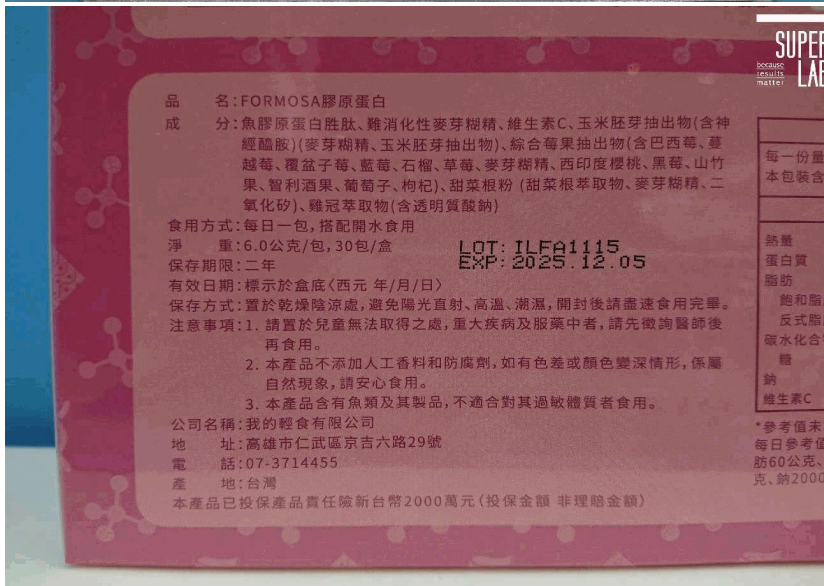 SUPER
because
results
matter
LAB
品 名:FORMOSA膠原蛋白
成 分:魚膠原蛋白胜肽、難消化性麥芽糊精、維生素C、玉米胚芽抽出物(含神
經醯胺)(麥芽糊精、玉米胚芽抽出物)、綜合莓果抽出物(含巴西莓、蔓
越莓、覆盆子莓、藍莓、石榴、草莓、麥芽糊精、西印度櫻桃、黑莓、山竹
果、智利酒果、葡萄子、枸杞)、甜菜根粉 (甜菜根萃取物、麥芽糊精、二
氧化矽)、雞冠萃取物(含透明質酸鈉)
食用方式:每日一包,搭配開水食用
淨 重:6.0公克/包,30包/盒
LOT: ILFA1115
EXP: 2025.12.05
保存期限:二年
有效日期:標示於盒底〈西元 年/月/日〉
保存方式:置於乾燥陰涼處,避免陽光直射、高溫、潮濕,開封後請盡速食用完畢。
注意事項:1. 請置於兒童無法取得之處,重大疾病及服藥中者,請先徵詢醫師後
再食用。
2. 本產品不添加人工香料和防腐劑,如有色差或顏色變深情形,係屬
自然現象,請安心食用。
3. 本產品含有魚類及其製品,不適合對其過敏體質者食用。
公司名稱:我的輕食有限公司
地 址:高雄市仁武區京吉六路29號
電 話:07-3714455
產 地:台灣
本產品已投保產品責任險新台幣2000萬元(投保金額 非理賠金額)
每一份量
本包裝含
熱量
蛋白質
脂肪
飽和脂
反式脂
碳水化合
糖
鈉
維生素C
*參考值未
每日參考值
肪60公克、
克、鈉2000